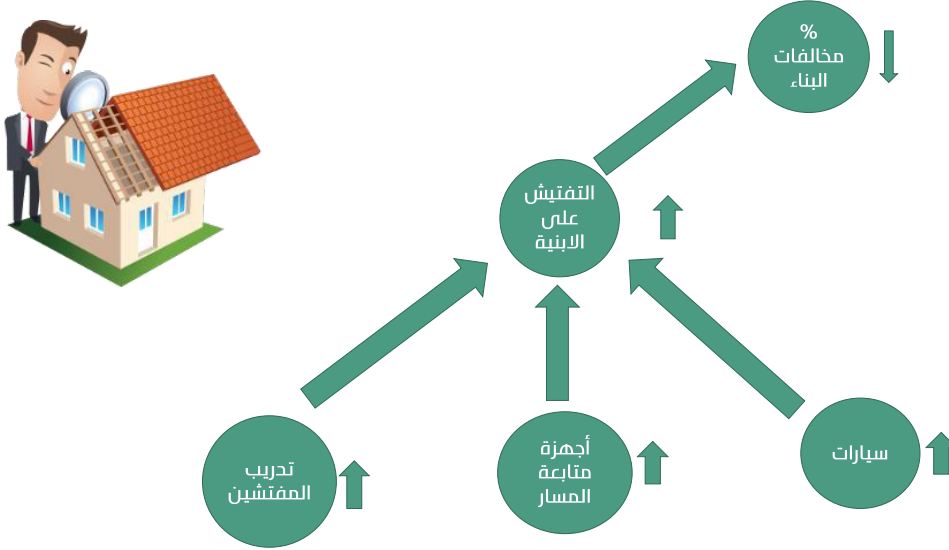 %
مخالفات
البناء
التفتيش
على
الابنية
سيارات
أجهزة
متابعة
المسار
تدريب
المفتشين